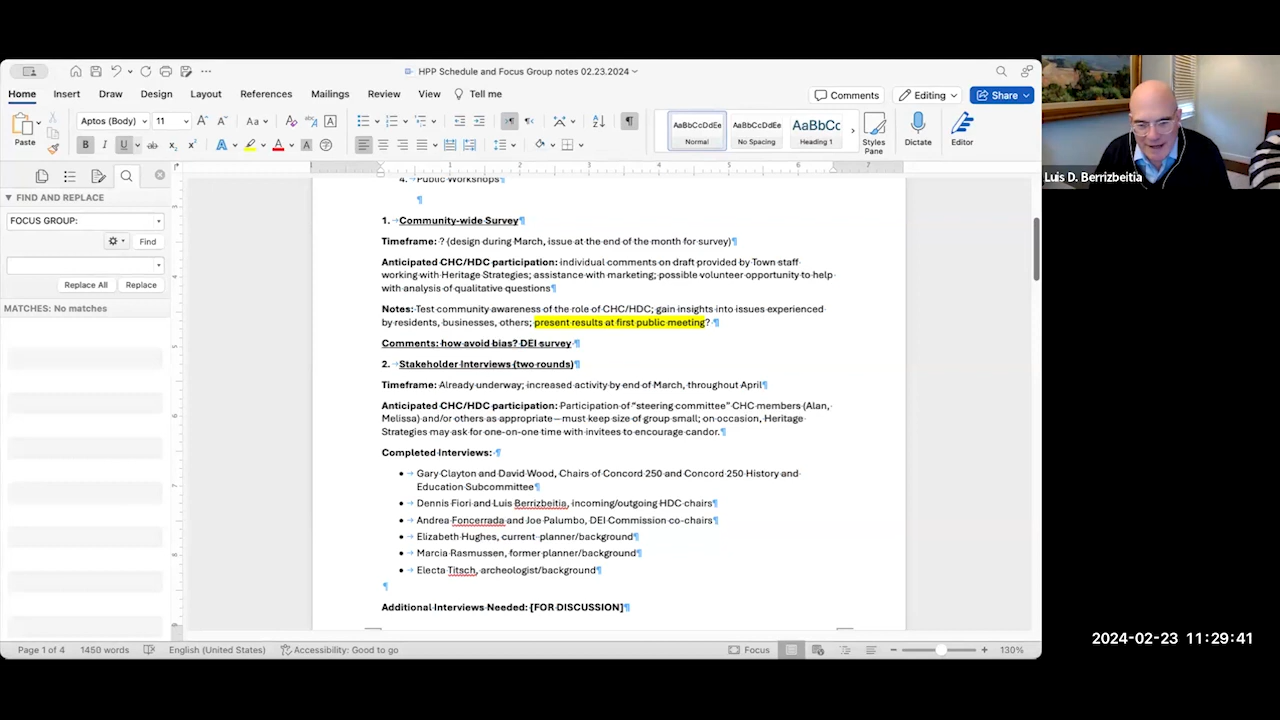 HPP Schedule and Focus Group notes 02.23.2024
Home Insert Draw Design Layout References Mailings Review View Tell me
Comments Editing Share
Paste
Aptos (Body) 11
AaBbCcDdEe AaBbCcDdEe AaBbCc
Normal No Spacing Heading 1
Styles Pane
Dictate Editor
FIND AND REPLACE
FOCUS GROUP:
Find
Replace All Replace
MATCHES: No matches
4. Public Workshops
1. Community-wide Survey
Timeframe: ? (design during March, issue at the end of the month for survey)
Anticipated CHC/HDC participation: individual comments on draft provided by Town staff
working with Heritage Strategies; assistance with marketing; possible volunteer opportunity to help
with analysis of qualitative questions
Notes: Test community awareness of the role of CHC/HDC; gain insights into issues experienced
by residents, businesses, others; present results at first public meeting?
Comments: how avoid bias? DEI survey
2. Stakeholder Interviews (two rounds)
Timeframe: Already underway; increased activity by end of March, throughout April
Anticipated CHC/HDC participation: Participation of “steering committee” CHC members (Alan,
Melissa) and/or others as appropriate—must keep size of group small; on occasion, Heritage
Strategies may ask for one-on-one time with invitees to encourage candor.
Completed Interviews:
• Gary Clayton and David Wood, Chairs of Concord 250 and Concord 250 History and
Education Subcommittee
• Dennis Fiori and Luis Berrizbeitia, incoming/outgoing HDC chairs
• Andrea Foncerrada and Joe Palumbo, DEI Commission co-chairs
• Elizabeth Hughes, current planner/background
• Marcia Rasmussen, former planner/background
• Electa Titsch, archeologist/background
Additional Interviews Needed: [FOR DISCUSSION]
Page 1 of 4 1450 words English (United States) Accessibility: Good to go Focus 130%
Luis D. Berrizbeitia
2024-02-23 11:29:41